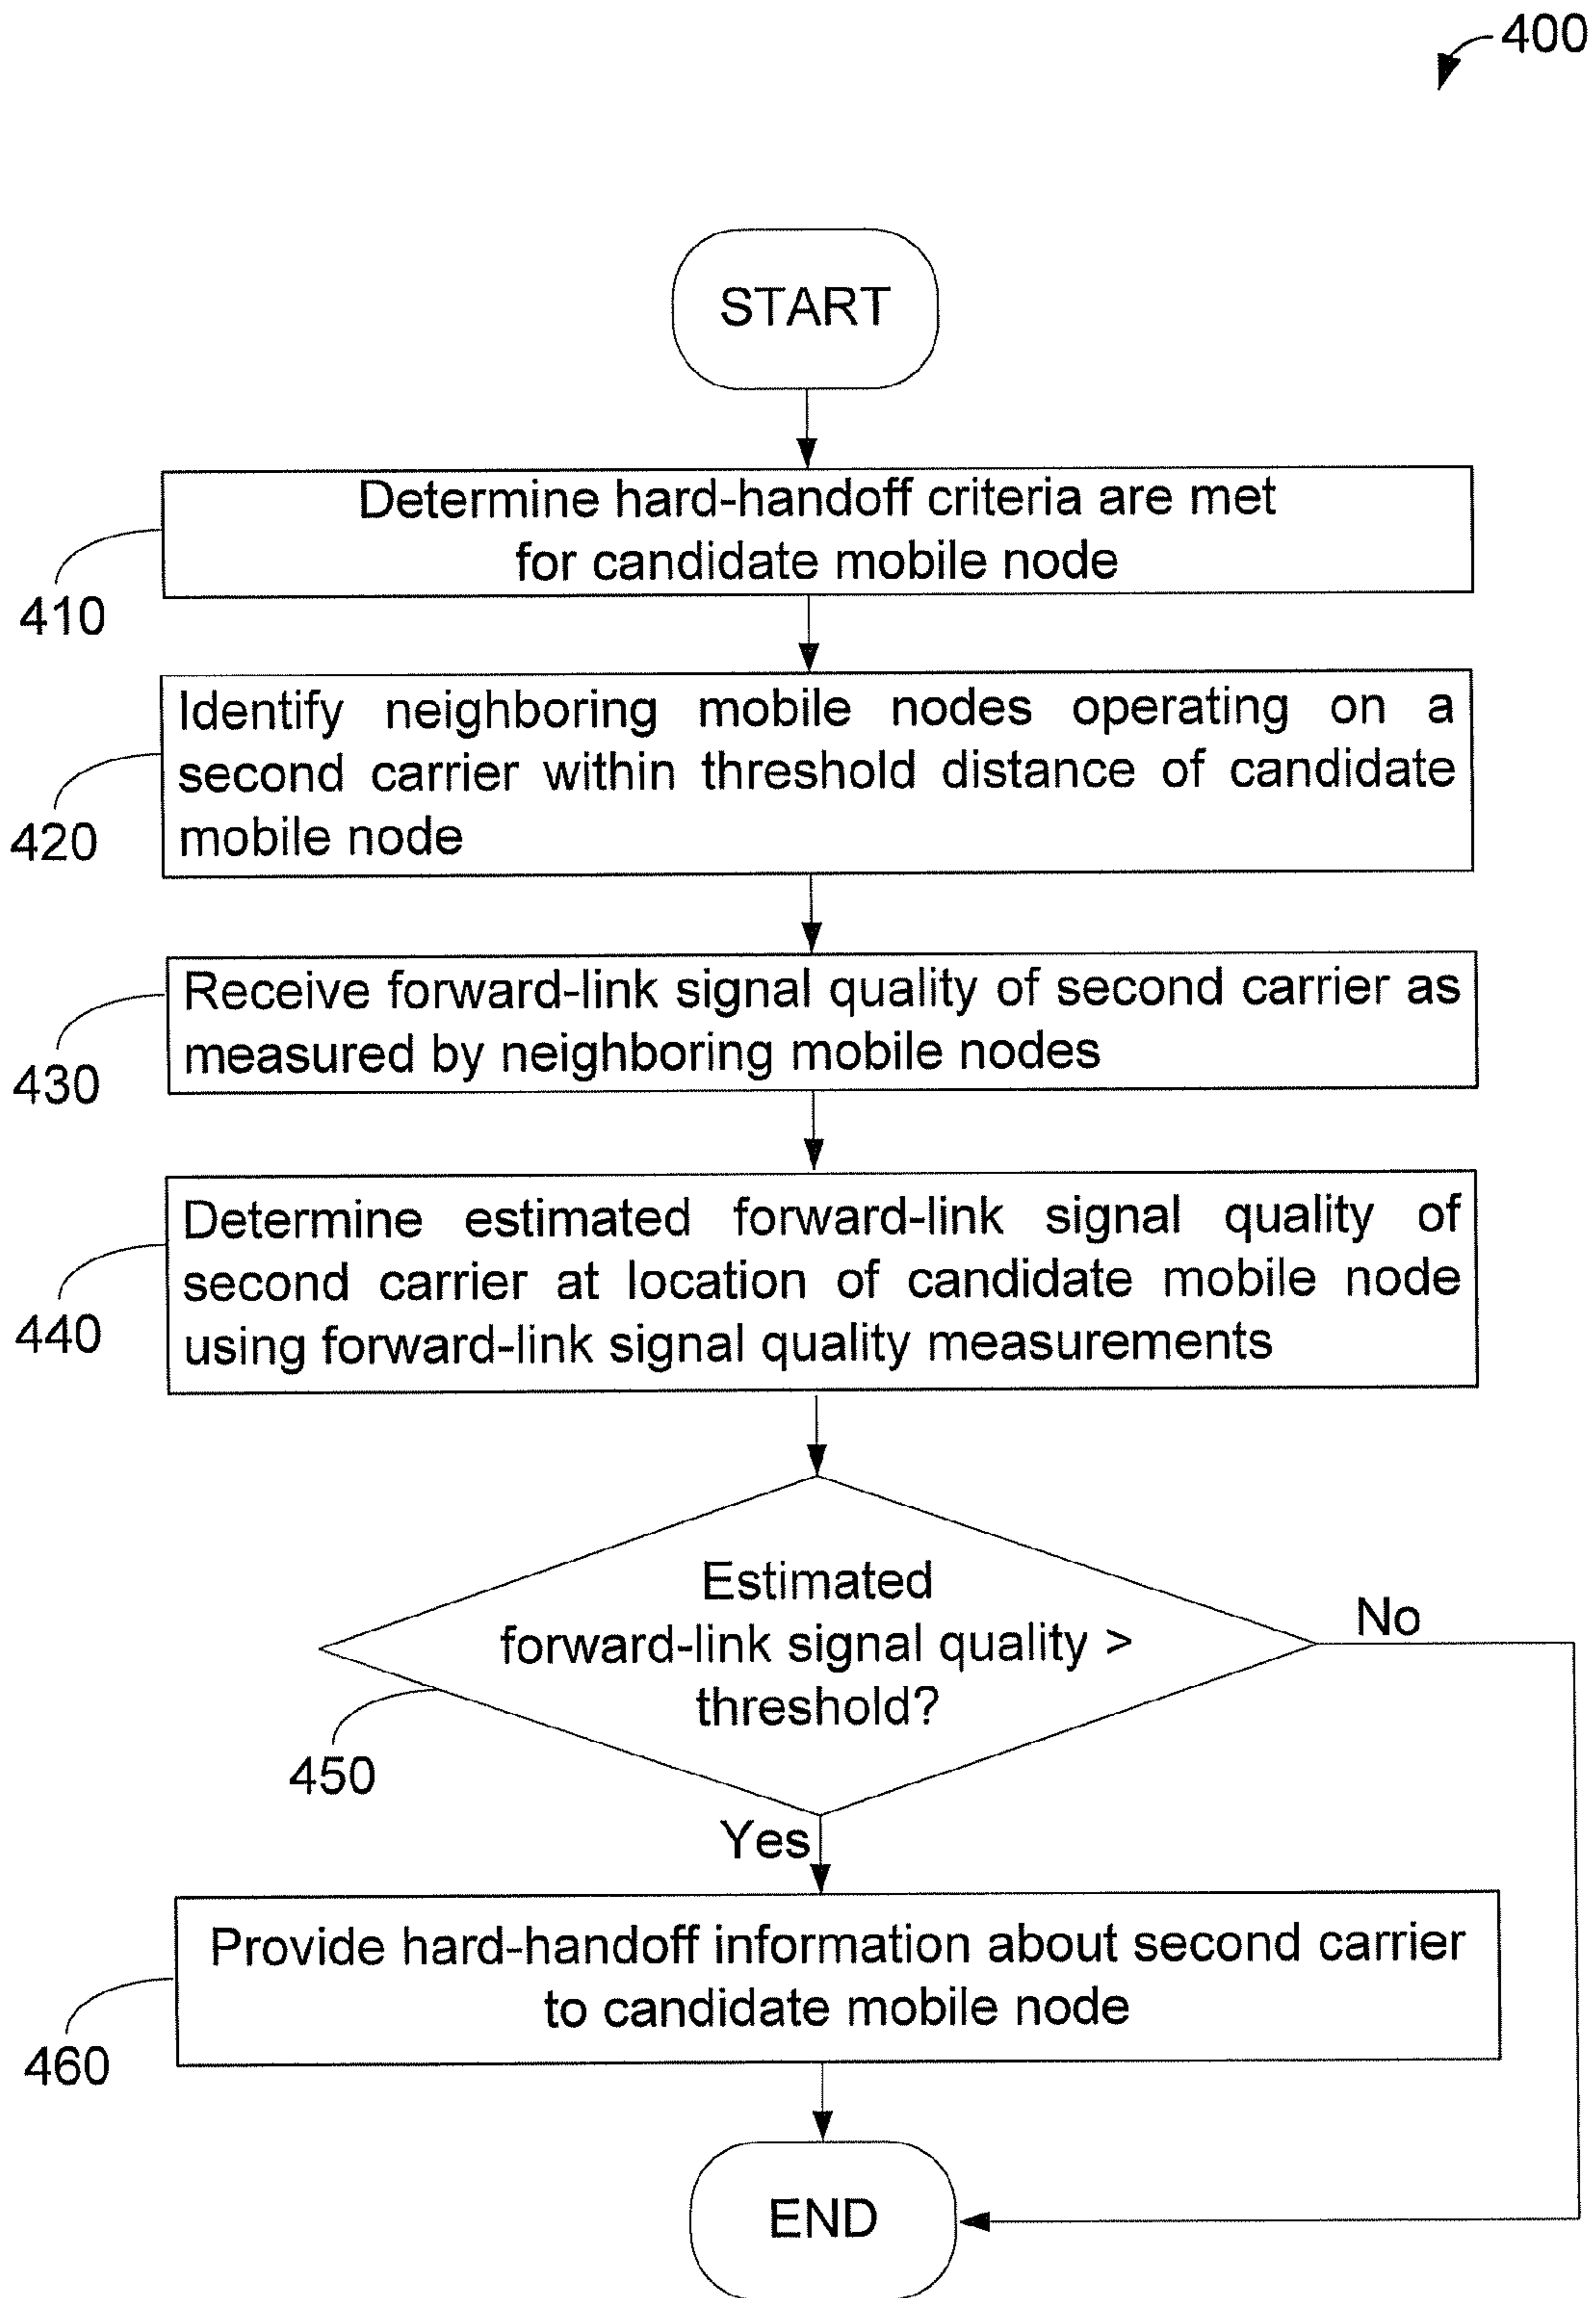 400
START
Determine hard-handoff criteria are met
for candidate mobile node
410
Identify neighboring mobile nodes operating on a
second carrier within threshold distance of candidate
mobile node
420
Receive forward-link signal quality of second carrier as
measured by neighboring mobile nodes
430
Determine estimated forward-link signal quality of
second carrier at location of candidate mobile node
using forward-link signal quality measurements
440
Estimated
forward-link signal quality >
threshold?
No
450
Yes
Provide hard-handoff information about second carrier
to candidate mobile node
460
END